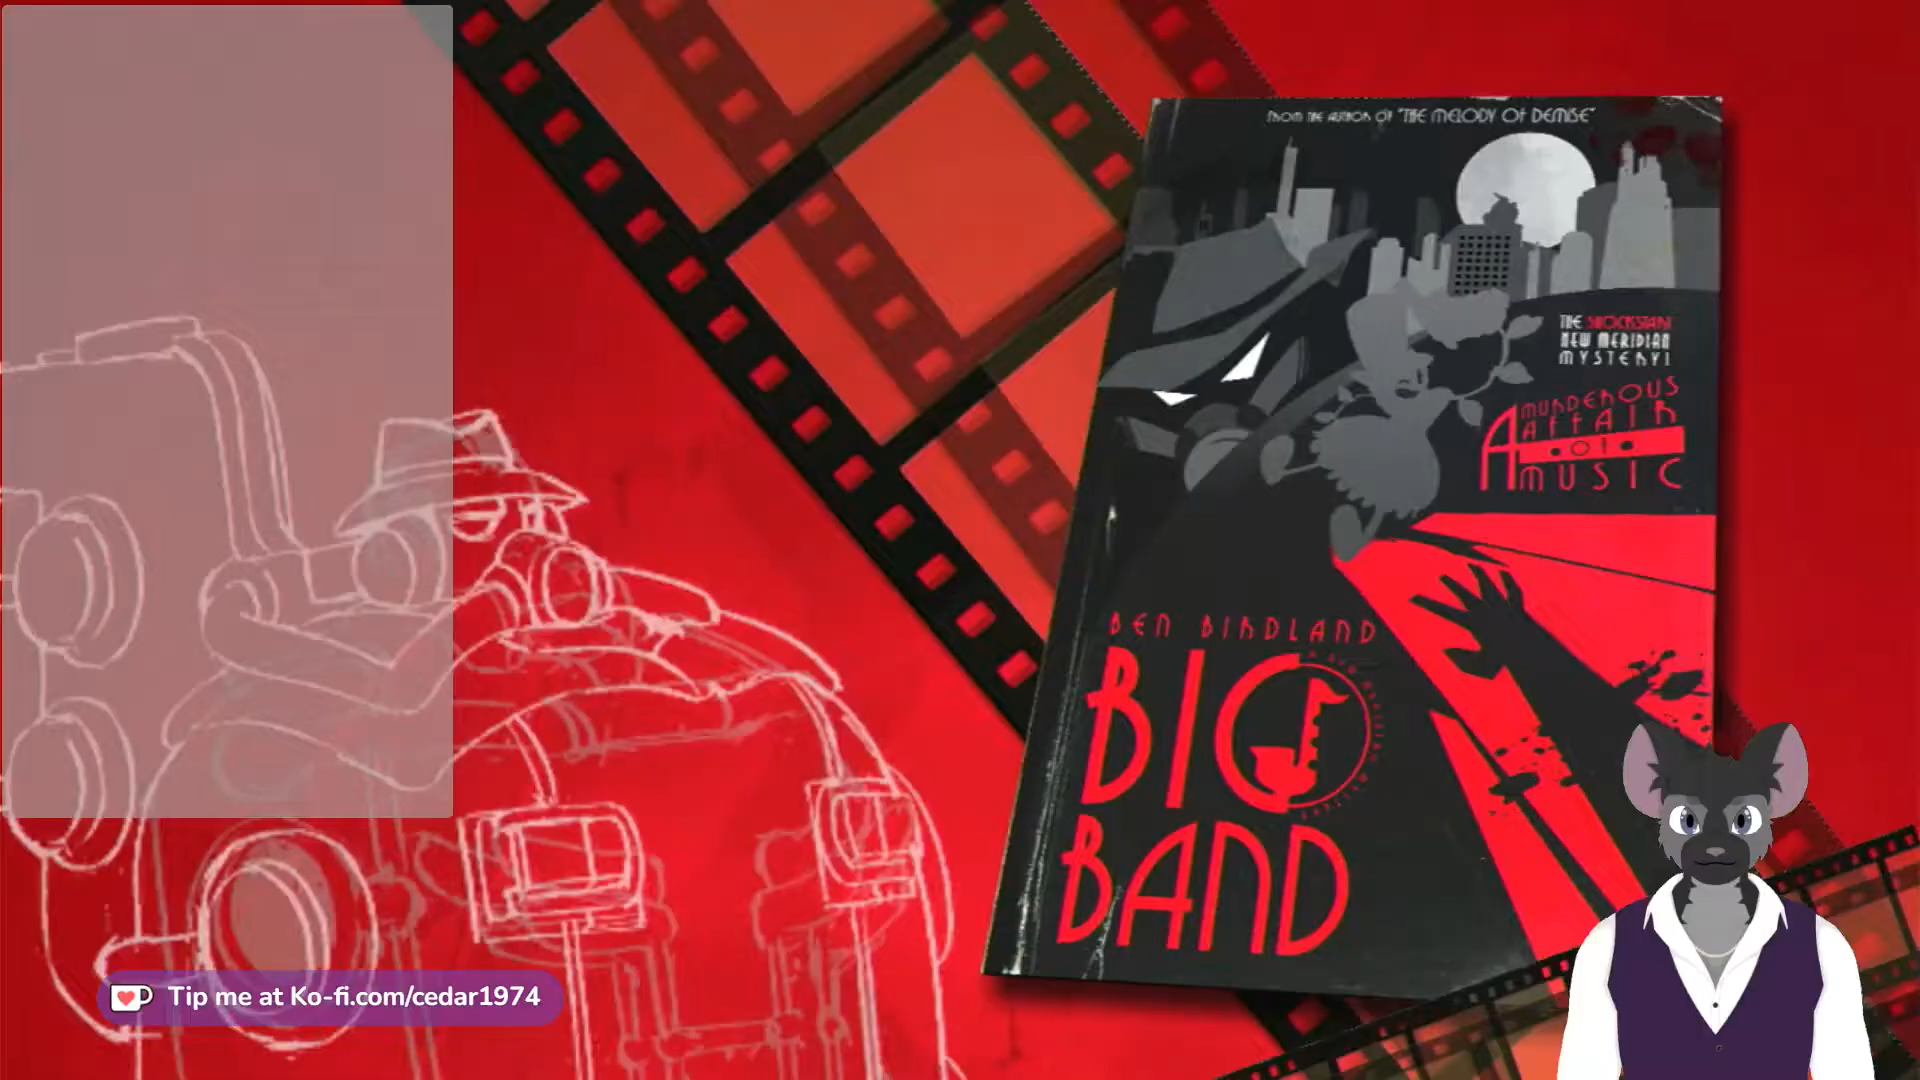 FROM THE AUTHOR OF "THE MELODY OF DEMISE"
THE SHOCKSTARK
NEW MERIDIAN
MYSTERY!
A MURDEROUS
AFFAIR
OF
MUSIC
BEN BIRDLAND
BIG
BAND
Tip me at Ko-fi.com/cedar1974